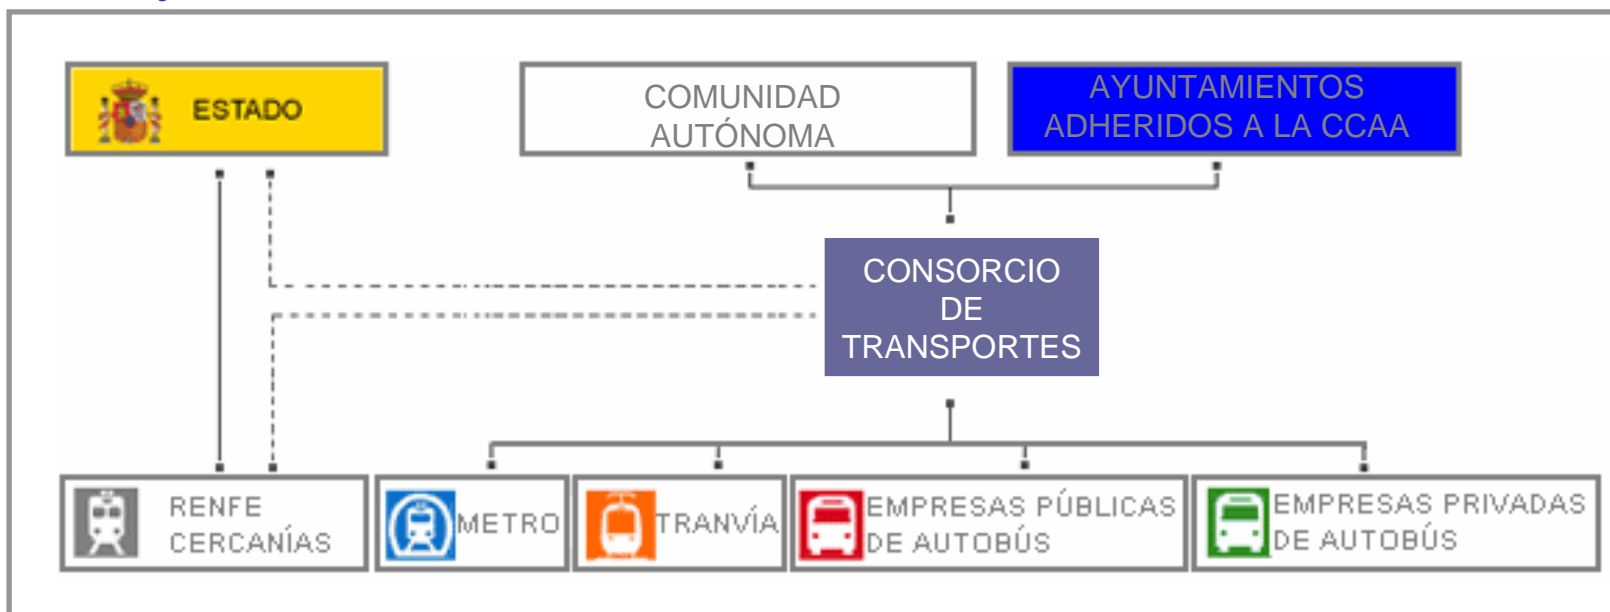 ESTADO
COMUNIDAD
AUTÓNOMA
AYUNTAMIENTOS
ADHERIDOS A LA CCAA
CONSORCIO
DE
TRANSPORTES
RENFE
CERCANÍAS
METRO
TRANVÍA
EMPRESAS PÚBLICAS
DE AUTOBÚS
EMPRESAS PRIVADAS
DE AUTOBÚS